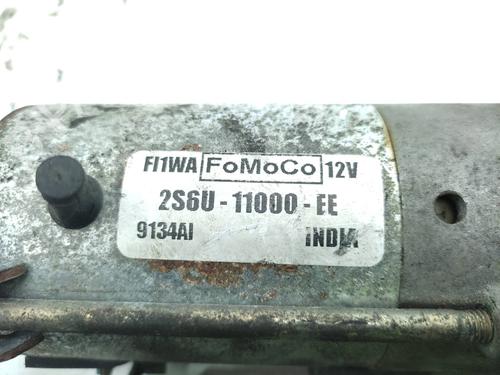 FI1WA FoMoCo 12V
2S6U - 11000 - EE
9134AI INDIA